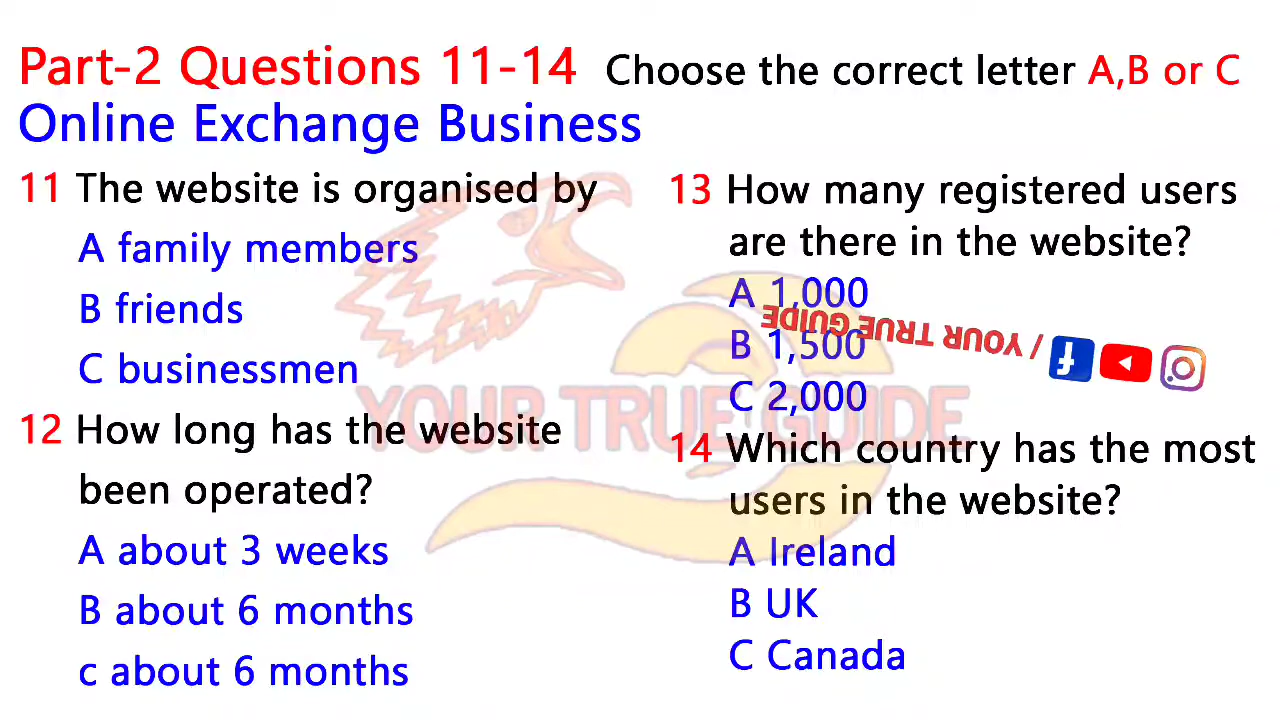 Part-2 Questions 11-14 Choose the correct letter A,B or C
Online Exchange Business
11 The website is organised by
A family members
B friends
C businessmen
12 How long has the website
been operated?
A about 3 weeks
B about 6 months
c about 6 months
13 How many registered users
are there in the website?
A 1,000
B 1,500
C 2,000
14 Which country has the most
users in the website?
A Ireland
B UK
C Canada
/ YOUR TRUE GUIDE
YOUR TRUE GUIDE